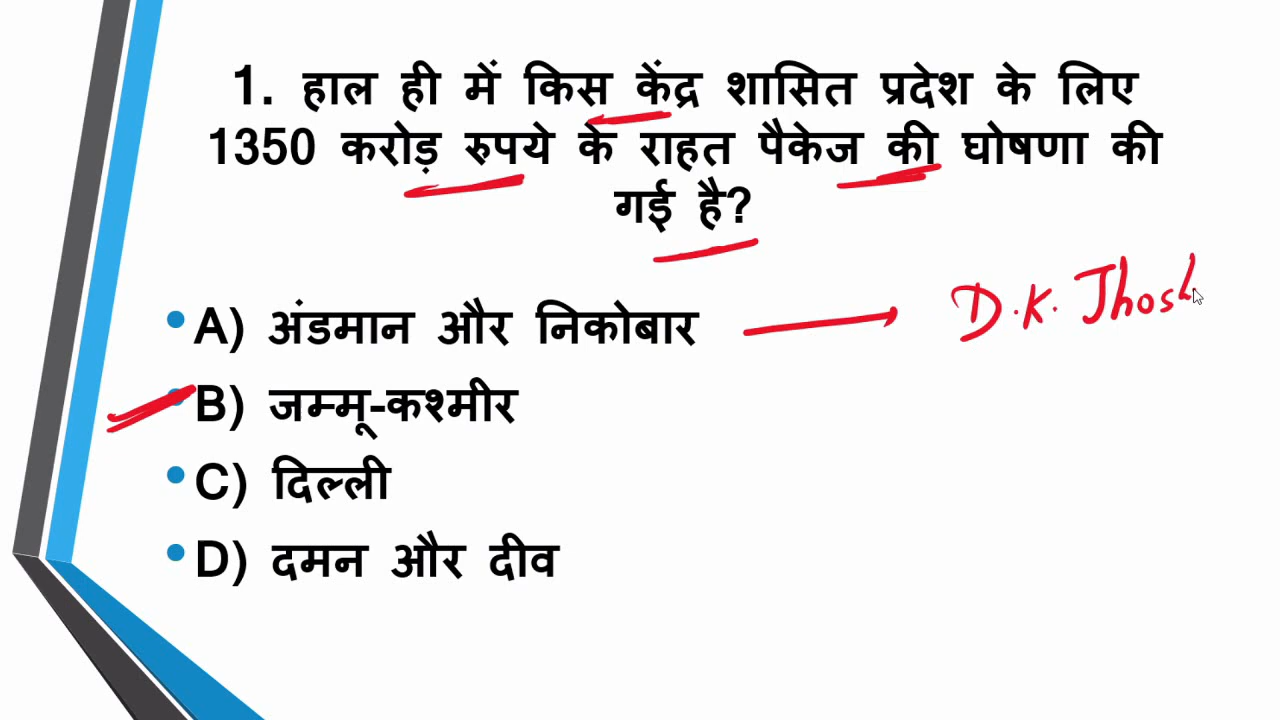 1. हाल ही में किस केंद्र शासित प्रदेश के लिए
1350 करोड़ रुपये के राहत पैकेज की घोषणा की
गई है?
A) अंडमान और निकोबार
D.K. Jhosh
B) जम्मू-कश्मीर
C) दिल्ली
D) दमन और दीव